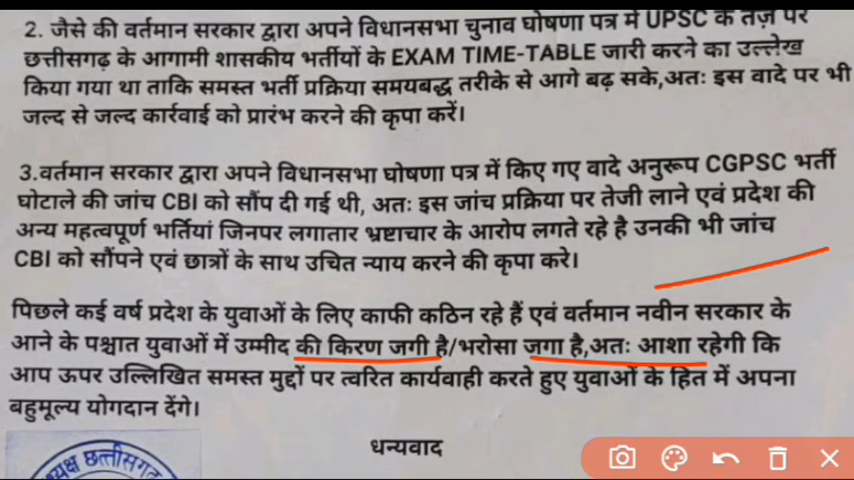 2. जैसे की वर्तमान सरकार द्वारा अपने विधानसभा चुनाव घोषणा पत्र में UPSC के तर्ज़ पर
छत्तीसगढ़ के आगामी शासकीय भर्तीयों के EXAM TIME-TABLE जारी करने का उल्लेख
किया गया था ताकि समस्त भर्ती प्रक्रिया समयबद्ध तरीके से आगे बढ़ सके,अतः इस वादे पर भी
जल्द से जल्द कार्रवाई को प्रारंभ करने की कृपा करें।
3.वर्तमान सरकार द्वारा अपने विधानसभा घोषणा पत्र में किए गए वादे अनुरूप CGPSC भर्ती
घोटाले की जांच CBI को सौंप दी गई थी, अतः इस जांच प्रक्रिया पर तेजी लाने एवं प्रदेश की
अन्य महत्वपूर्ण भर्तियां जिनपर लगातार भ्रष्टाचार के आरोप लगते रहे है उनकी भी जांच
CBI को सौंपने एवं छात्रों के साथ उचित न्याय करने की कृपा करे।
पिछले कई वर्ष प्रदेश के युवाओं के लिए काफी कठिन रहे हैं एवं वर्तमान नवीन सरकार के
आने के पश्चात युवाओं में उम्मीद की किरण जगी है/भरोसा जगा है,अतः आशा रहेगी कि
आप ऊपर उल्लिखित समस्त मुद्दों पर त्वरित कार्यवाही करते हुए युवाओं के हित में अपना
बहुमूल्य योगदान देंगे।
धन्यवाद
छत्तीसगढ़